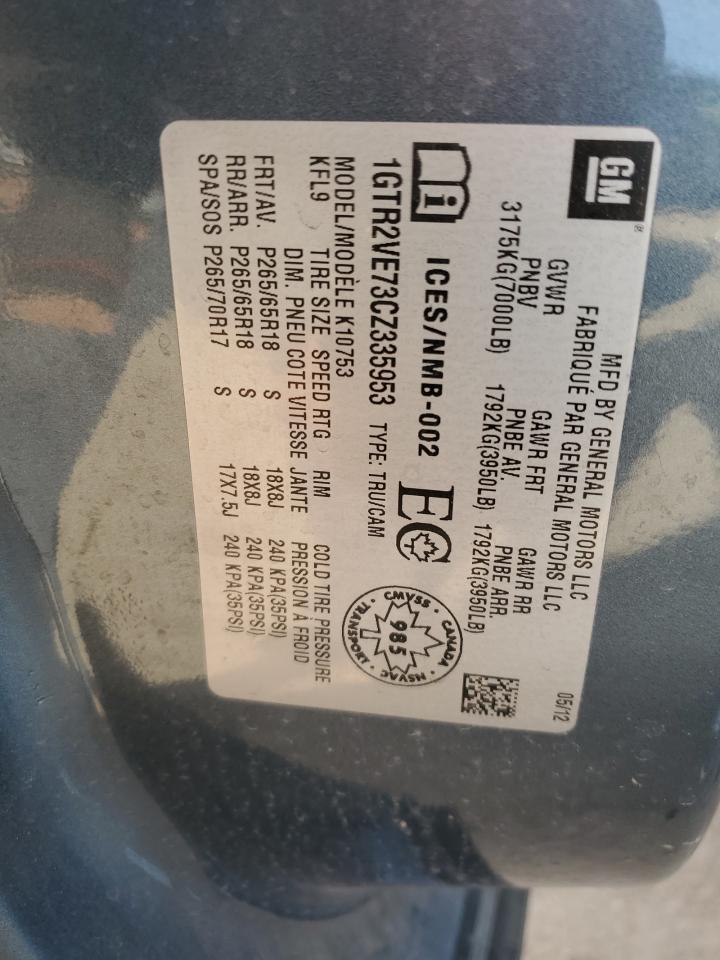 GM
MFD BY GENERAL MOTORS LLC
FABRIQUÉ PAR GENERAL MOTORS LLC
05/12
GVWR GAWR FRT GAWR RR
PNBV PNBE AV. PNBE ARR.
3175KG(7000LB) 1792KG(3950LB) 1792KG(3950LB)
i ICES/NMB-002 EC
CMVSS · CANADA · NSVAC · TRANSPORT
985
1GTR2VE73CZ335953 TYPE: TRU/CAM
MODEL/MODÈLE K10753
KFL9 TIRE SIZE SPEED RTG RIM COLD TIRE PRESSURE
DIM. PNEU COTE VITESSE JANTE PRESSION À FROID
FRT/AV. P265/65R18 S 18X8J 240 KPA(35PSI)
RR/ARR. P265/65R18 S 18X8J 240 KPA(35PSI)
SPA/SOS P265/70R17 S 17X7.5J 240 KPA(35PSI)